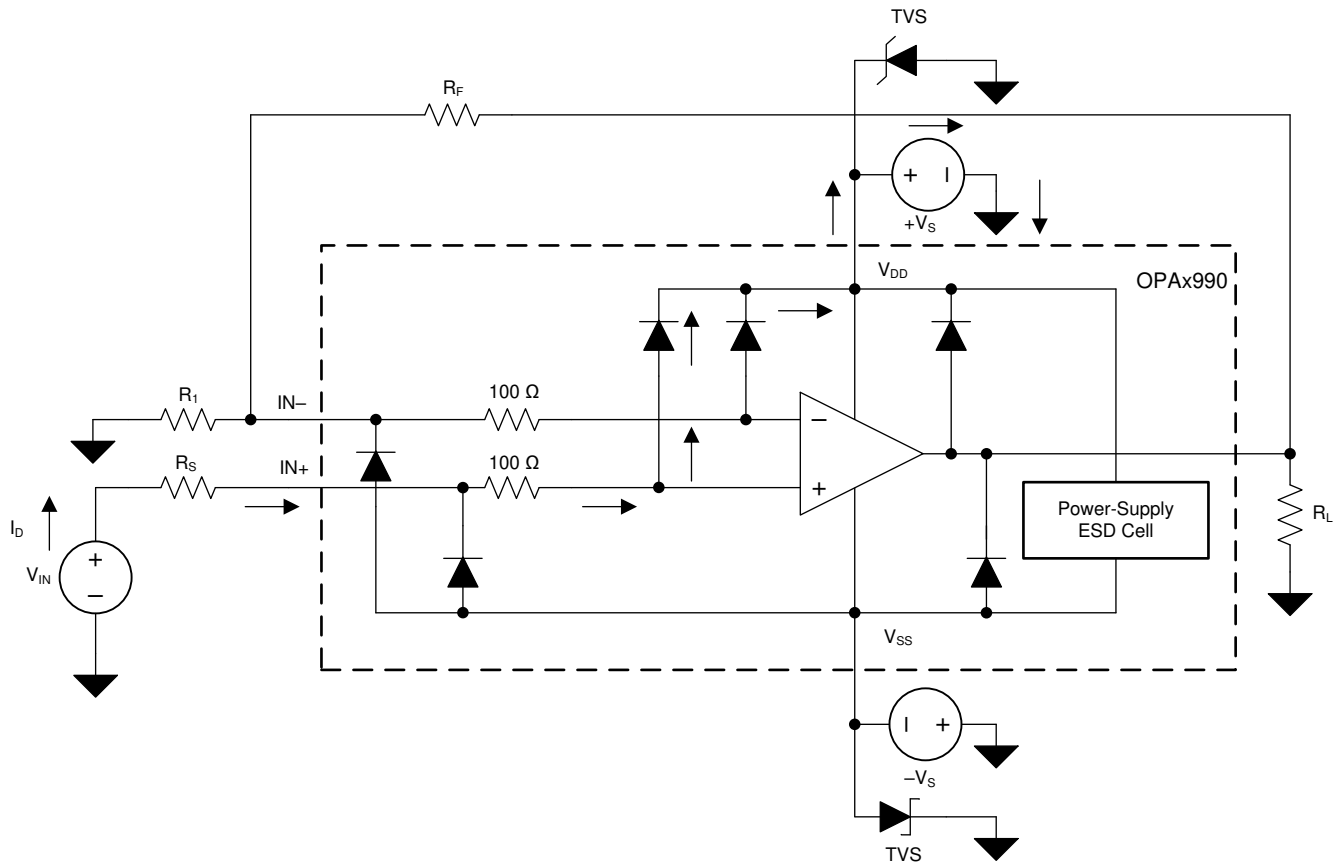 TVS
R_F
+ –
+V_S
V_DD
OPAx990
R_1
IN–
100 Ω
–
R_S
IN+
100 Ω
+
Power-Supply
ESD Cell
R_L
I_D
V_IN
+
–
V_SS
– +
–V_S
TVS